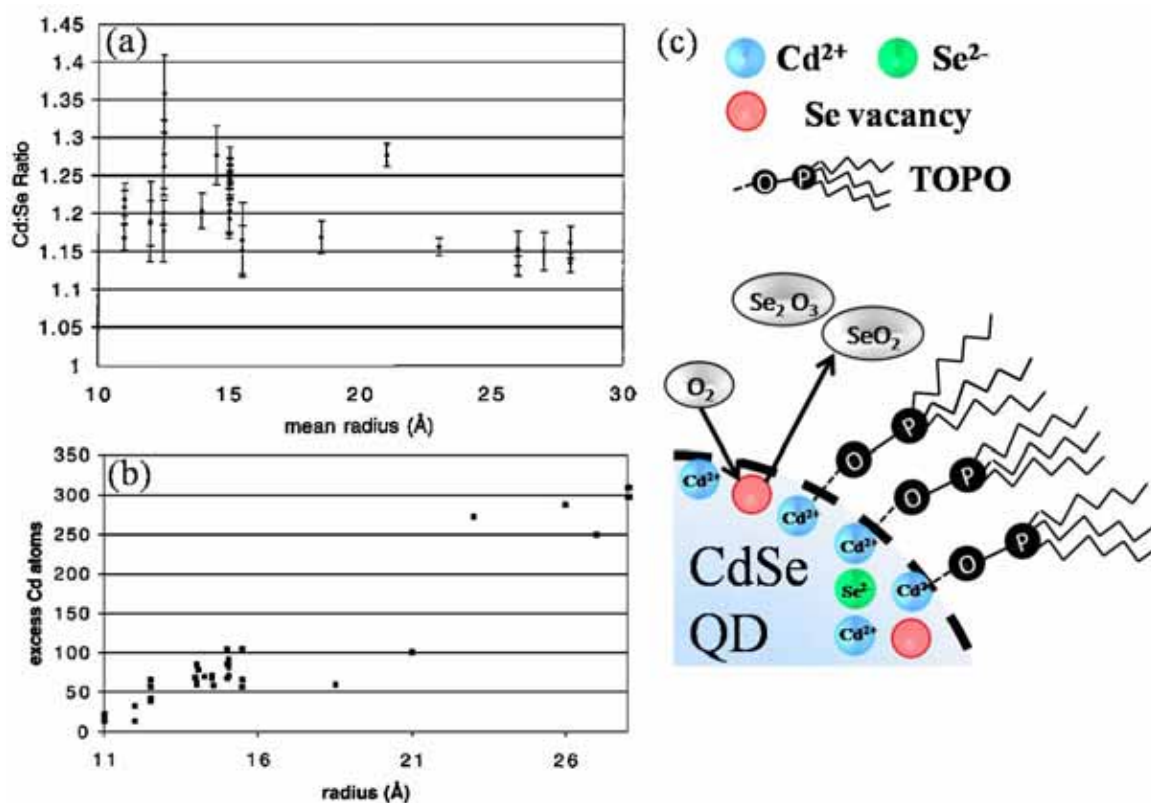 (a)
1.45
1.4
1.35
1.3
1.25
1.2
1.15
1.1
1.05
1
Cd:Se Ratio
10 15 20 25 30
mean radius (Å)
(b)
350
300
250
200
150
100
50
0
excess Cd atoms
11 16 21 26
radius (Å)
(c)
Cd²⁺ Se²⁻
Se vacancy
O P TOPO
Se₂ O₃
SeO₂
O₂
O P
O P
O P
Cd²⁺
Cd²⁺
Cd²⁺
Cd²
Se²
Cd²⁺
CdSe
QD